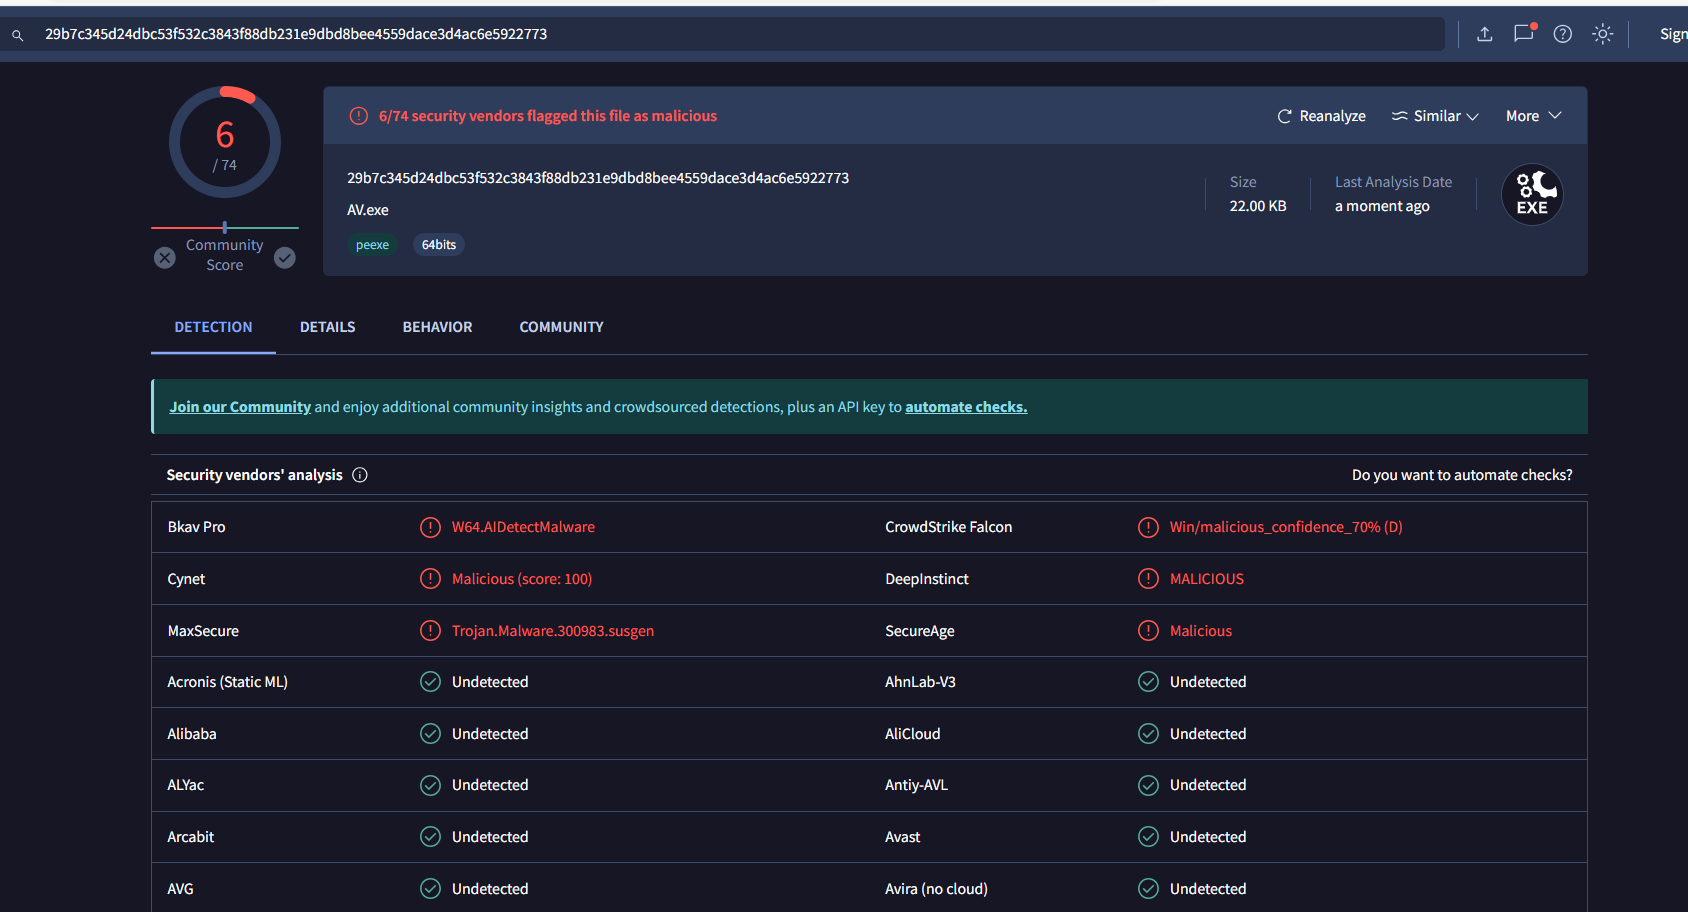 29b7c345d24dbc53f532c3843f88db231e9dbd8bee4559dace3d4ac6e5922773
Sign
6
/ 74
Community
Score
6/74 security vendors flagged this file as malicious
Reanalyze
Similar
More
29b7c345d24dbc53f532c3843f88db231e9dbd8bee4559dace3d4ac6e5922773
AV.exe
peexe
64bits
Size
22.00 KB
Last Analysis Date
a moment ago
EXE
DETECTION
DETAILS
BEHAVIOR
COMMUNITY
Join our Community and enjoy additional community insights and crowdsourced detections, plus an API key to automate checks.
Security vendors' analysis
Do you want to automate checks?
Bkav Pro
W64.AIDetectMalware
CrowdStrike Falcon
Win/malicious_confidence_70% (D)
Cynet
Malicious (score: 100)
DeepInstinct
MALICIOUS
MaxSecure
Trojan.Malware.300983.susgen
SecureAge
Malicious
Acronis (Static ML)
Undetected
AhnLab-V3
Undetected
Alibaba
Undetected
AliCloud
Undetected
ALYac
Undetected
Antiy-AVL
Undetected
Arcabit
Undetected
Avast
Undetected
AVG
Undetected
Avira (no cloud)
Undetected